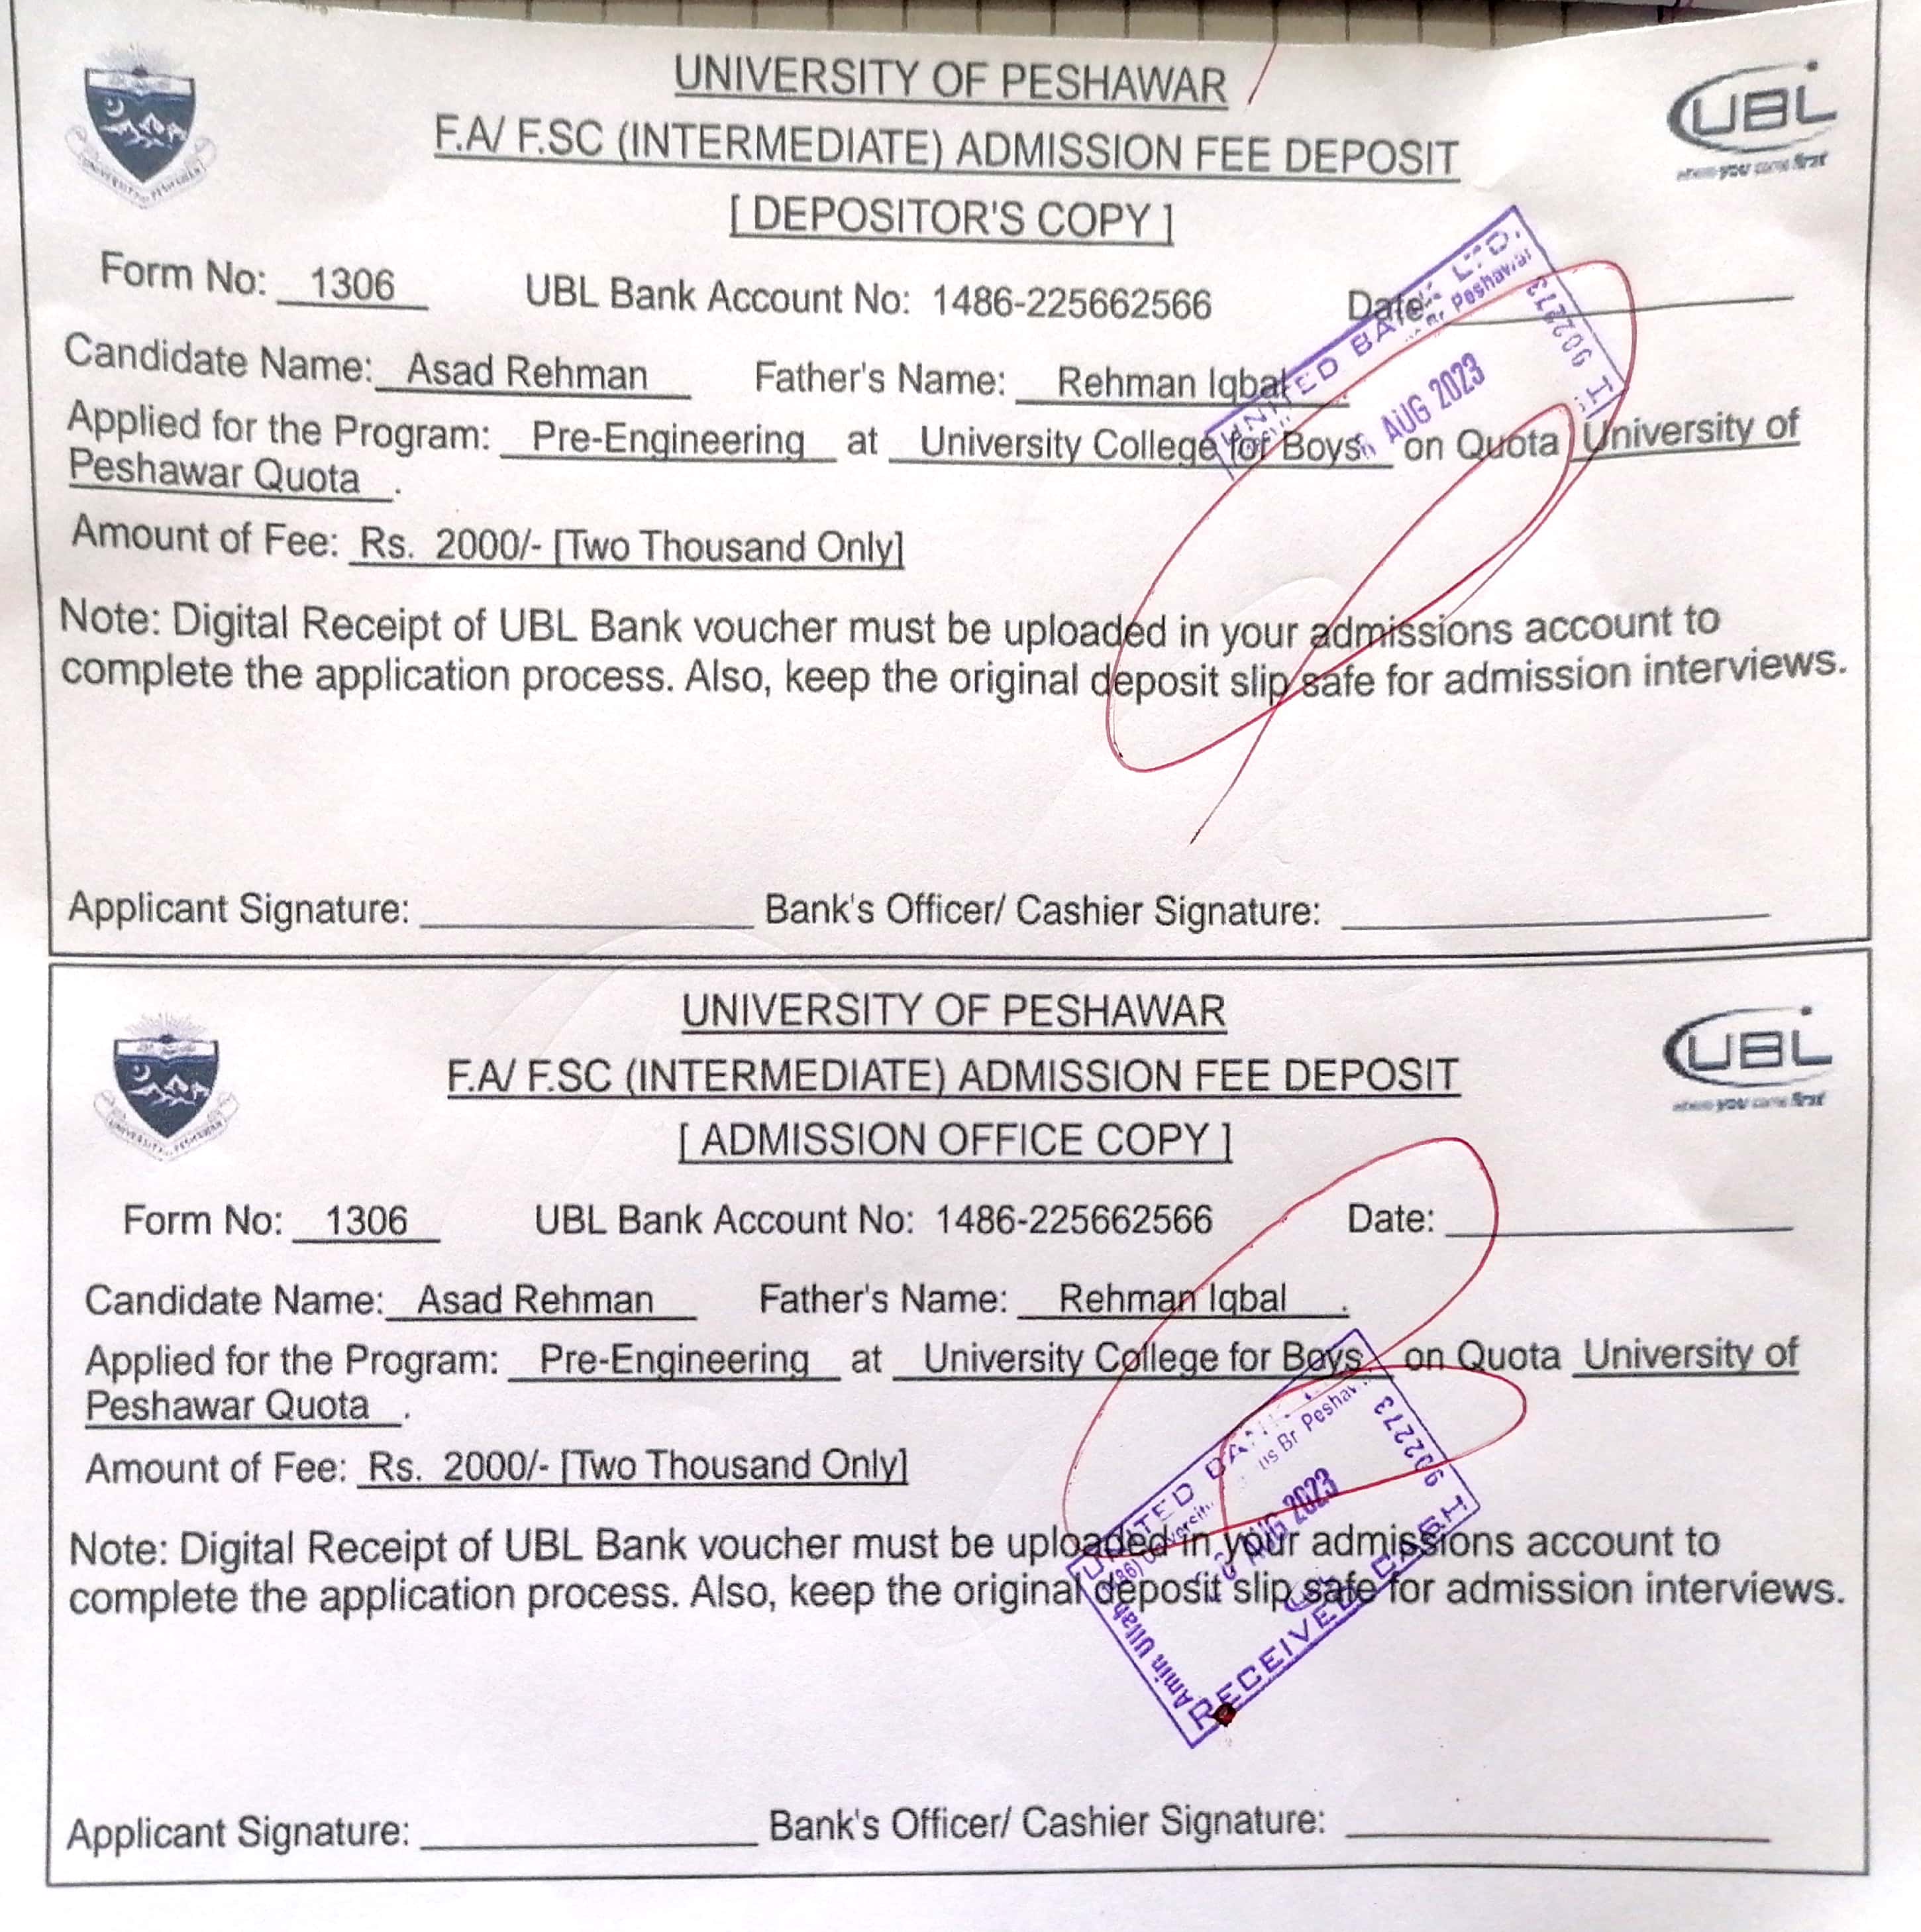 UNIVERSITY OF PESHAWAR
F.A/ F.SC (INTERMEDIATE) ADMISSION FEE DEPOSIT
[ DEPOSITOR'S COPY ]
UBL
where you come first
Form No: 1306 UBL Bank Account No: 1486-225662566 Date:
Candidate Name: Asad Rehman Father's Name: Rehman Iqbal .
Applied for the Program: Pre-Engineering at University College for Boys on Quota University of
Peshawar Quota .
Amount of Fee: Rs. 2000/- [Two Thousand Only]
UNITED BANK LTD.
Br Peshawar
902273
AUG 2023
Note: Digital Receipt of UBL Bank voucher must be uploaded in your admissions account to
complete the application process. Also, keep the original deposit slip safe for admission interviews.
Applicant Signature: Bank's Officer/ Cashier Signature:
UNIVERSITY OF PESHAWAR
F.A/ F.SC (INTERMEDIATE) ADMISSION FEE DEPOSIT
[ ADMISSION OFFICE COPY ]
UBL
where you come first
Form No: 1306 UBL Bank Account No: 1486-225662566 Date:
Candidate Name: Asad Rehman Father's Name: Rehman Iqbal .
Applied for the Program: Pre-Engineering at University College for Boys on Quota University of
Peshawar Quota .
Amount of Fee: Rs. 2000/- [Two Thousand Only]
UNITED BANK
Br Peshawar
902273
AUG 2023
Amin Ullah
RECEIVED CASH
Note: Digital Receipt of UBL Bank voucher must be uploaded in your admissions account to
complete the application process. Also, keep the original deposit slip safe for admission interviews.
Applicant Signature: Bank's Officer/ Cashier Signature: